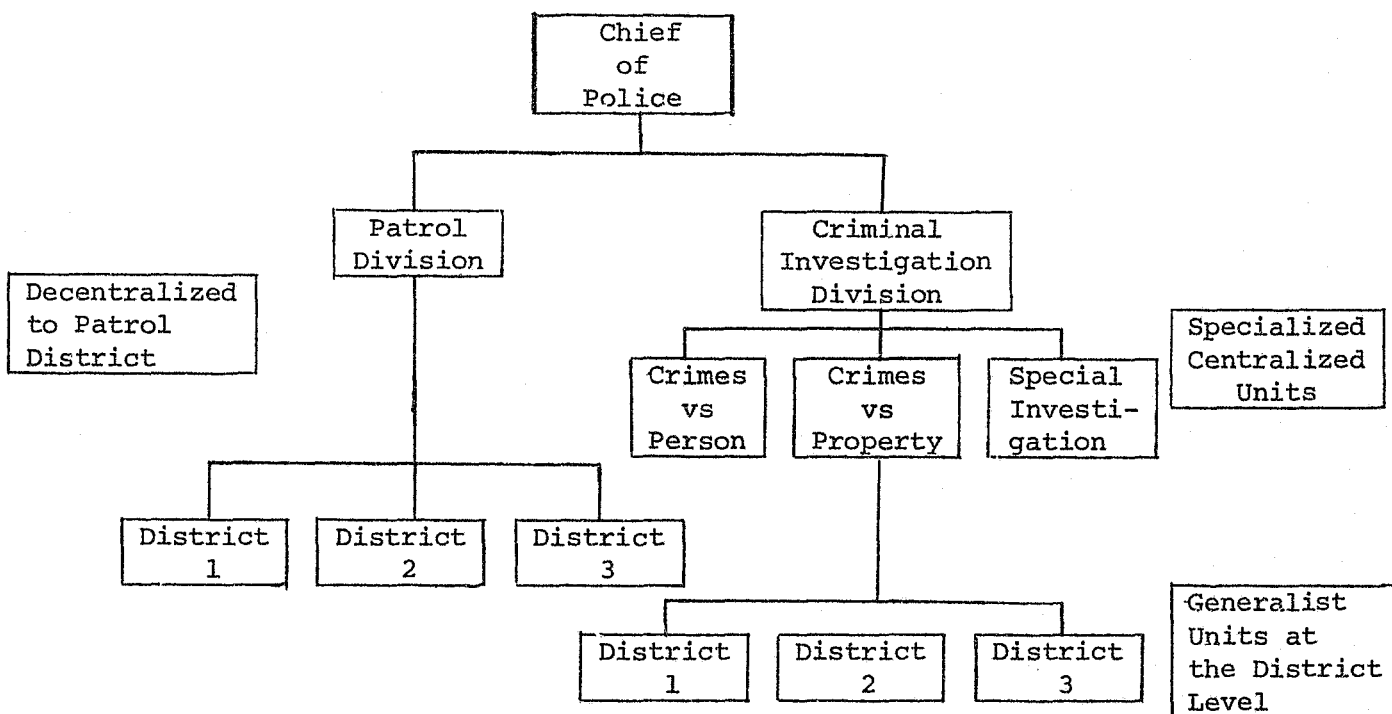 Chief
of
Police
Patrol
Division
Criminal
Investigation
Division
Decentralized
to Patrol
District
Specialized
Centralized
Units
Crimes
vs
Person
Crimes
vs
Property
Special
Investi-
gation
District
1
District
2
District
3
District
1
District
2
District
3
Generalist
Units at
the District
Level